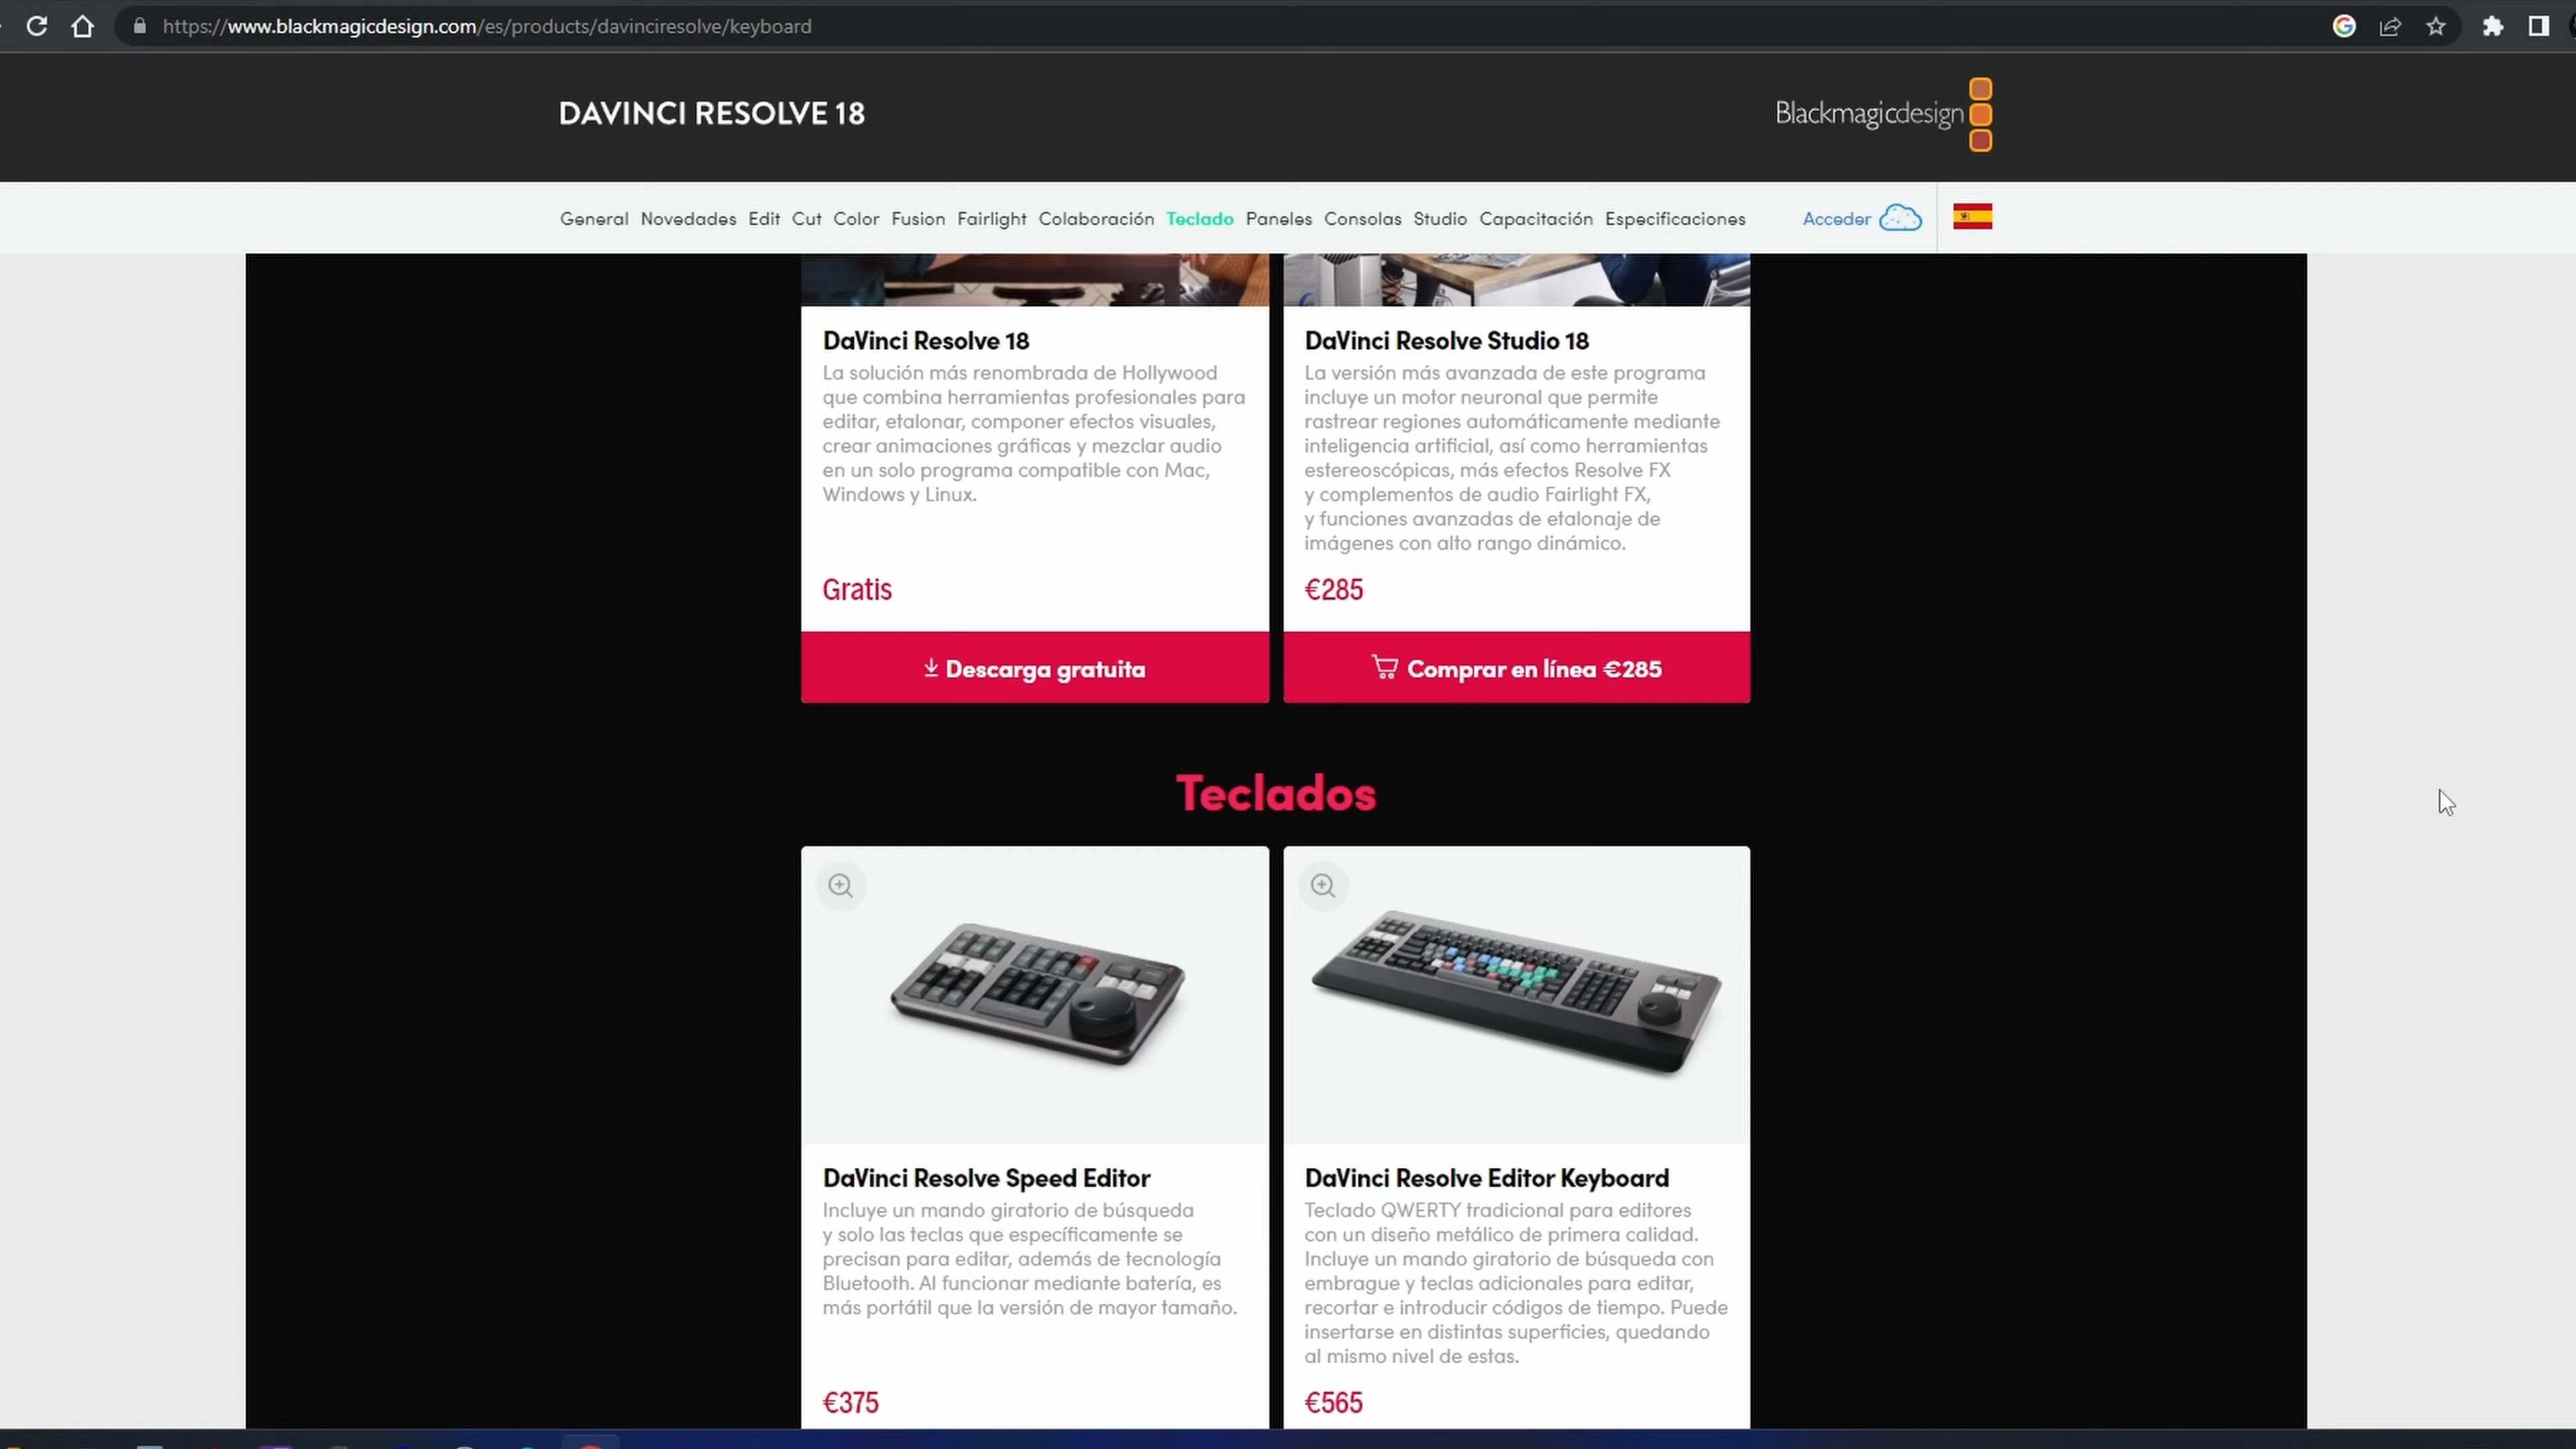 https://www.blackmagicdesign.com/es/products/davinciresolve/keyboard
DAVINCI RESOLVE 18
Blackmagicdesign
General Novedades Edit Cut Color Fusion Fairlight Colaboración Teclado Paneles Consolas Studio Capacitación Especificaciones Acceder
DaVinci Resolve 18
La solución más renombrada de Hollywood
que combina herramientas profesionales para
editar, etalonar, componer efectos visuales,
crear animaciones gráficas y mezclar audio
en un solo programa compatible con Mac,
Windows y Linux.
Gratis
Descarga gratuita
DaVinci Resolve Studio 18
La versión más avanzada de este programa
incluye un motor neuronal que permite
rastrear regiones automáticamente mediante
inteligencia artificial, así como herramientas
estereoscópicas, más efectos Resolve FX
y complementos de audio Fairlight FX,
y funciones avanzadas de etalonaje de
imágenes con alto rango dinámico.
€285
Comprar en línea €285
Teclados
DaVinci Resolve Speed Editor
Incluye un mando giratorio de búsqueda
y solo las teclas que específicamente se
precisan para editar, además de tecnología
Bluetooth. Al funcionar mediante batería, es
más portátil que la versión de mayor tamaño.
€375
DaVinci Resolve Editor Keyboard
Teclado QWERTY tradicional para editores
con un diseño metálico de primera calidad.
Incluye un mando giratorio de búsqueda con
embrague y teclas adicionales para editar,
recortar e introducir códigos de tiempo. Puede
insertarse en distintas superficies, quedando
al mismo nivel de estas.
€565